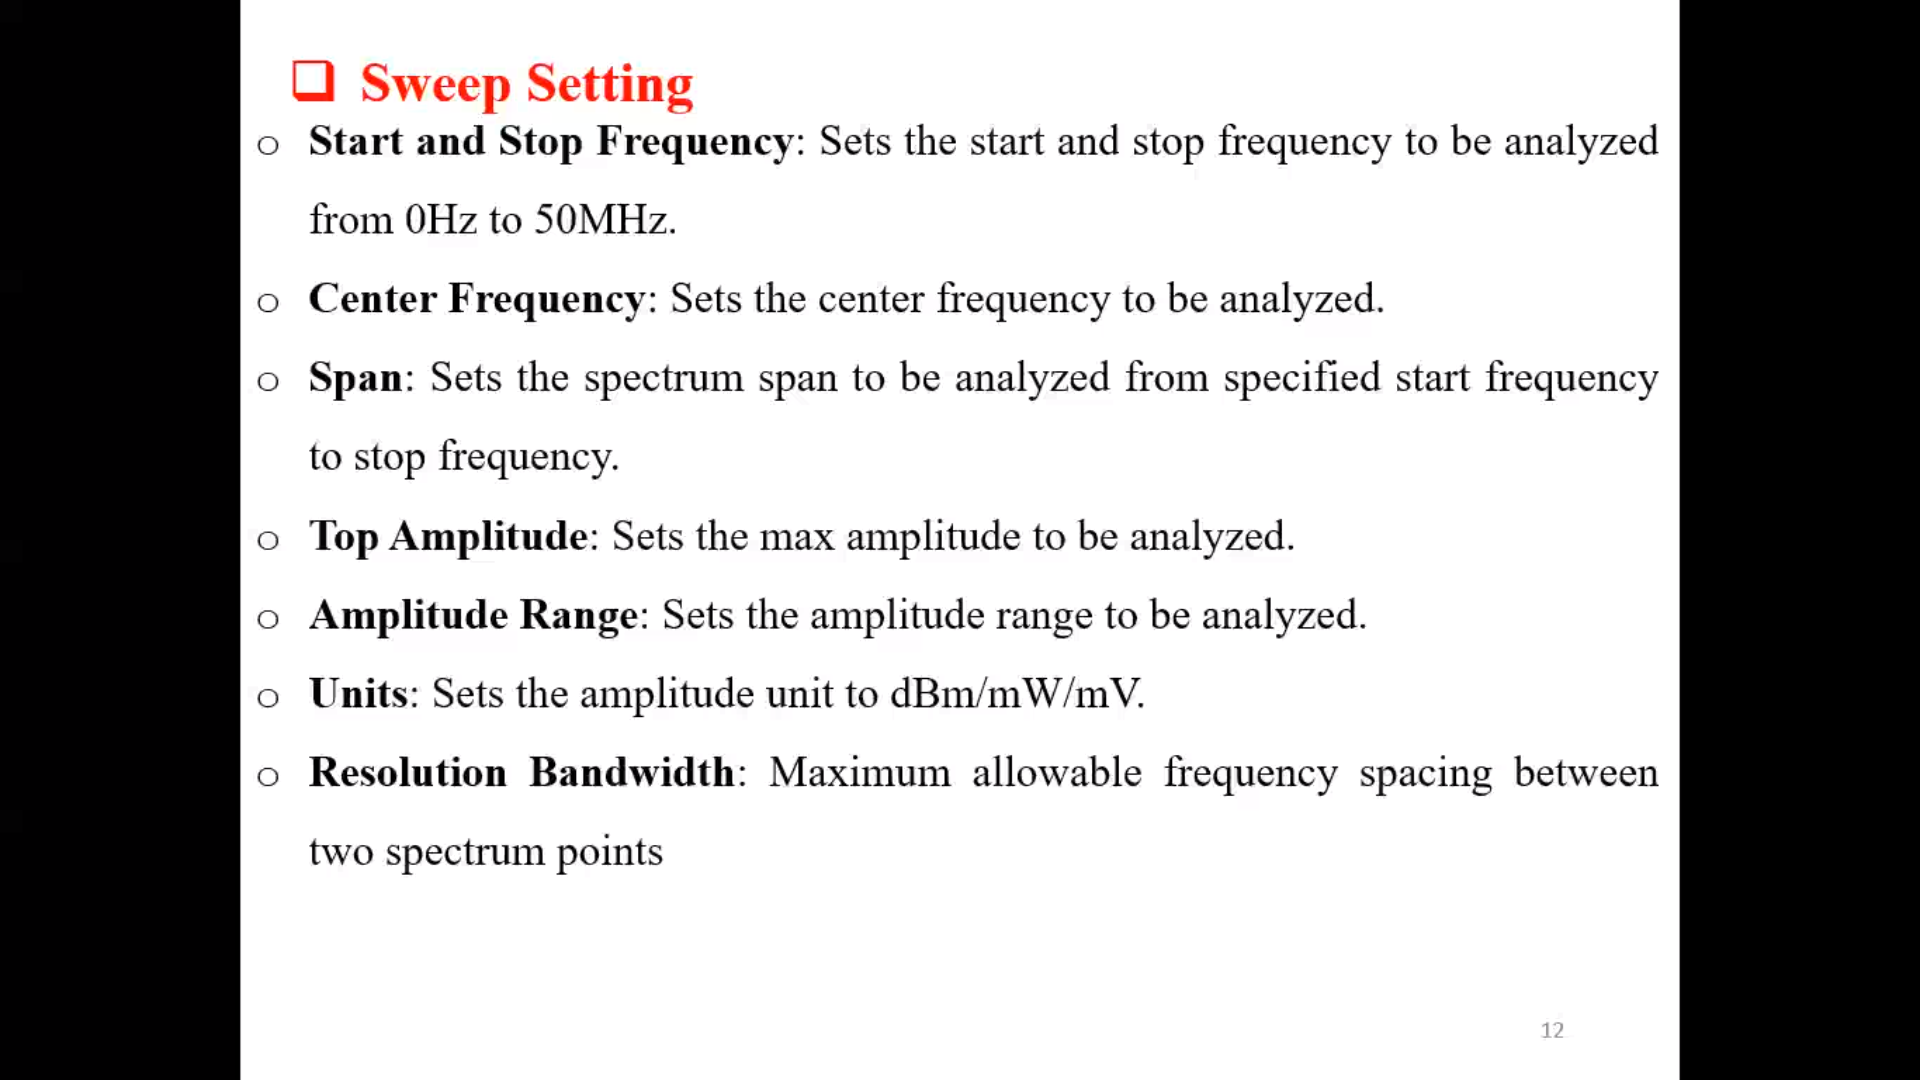 ❑ Sweep Setting
o Start and Stop Frequency: Sets the start and stop frequency to be analyzed
from 0Hz to 50MHz.
o Center Frequency: Sets the center frequency to be analyzed.
o Span: Sets the spectrum span to be analyzed from specified start frequency
to stop frequency.
o Top Amplitude: Sets the max amplitude to be analyzed.
o Amplitude Range: Sets the amplitude range to be analyzed.
o Units: Sets the amplitude unit to dBm/mW/mV.
o Resolution Bandwidth: Maximum allowable frequency spacing between
two spectrum points
12